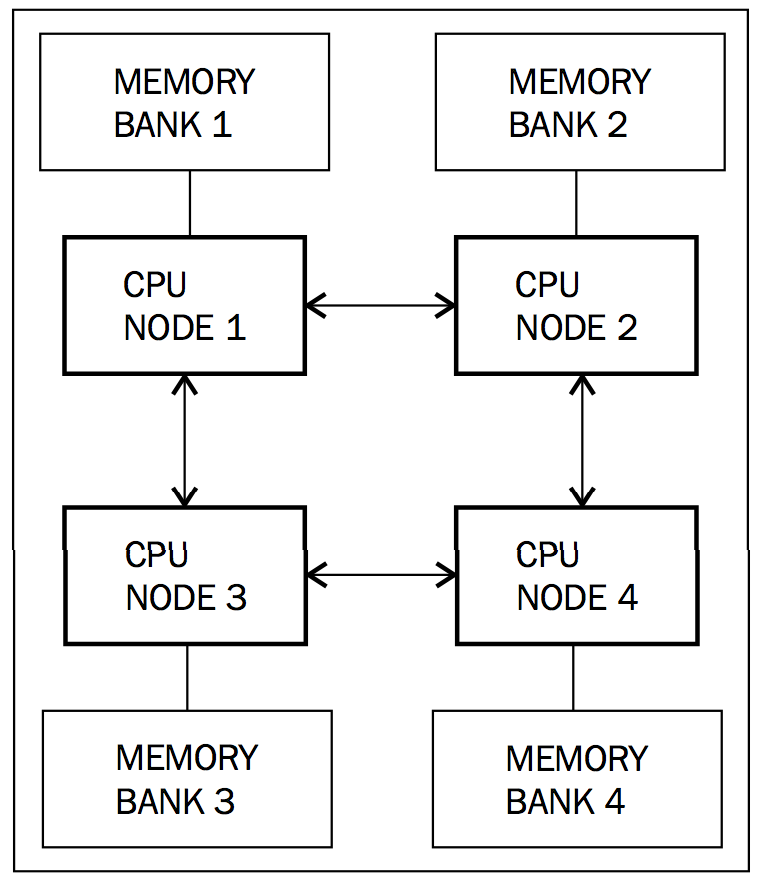 MEMORY
BANK 1
MEMORY
BANK 2
CPU
NODE 1
CPU
NODE 2
CPU
NODE 3
CPU
NODE 4
MEMORY
BANK 3
MEMORY
BANK 4